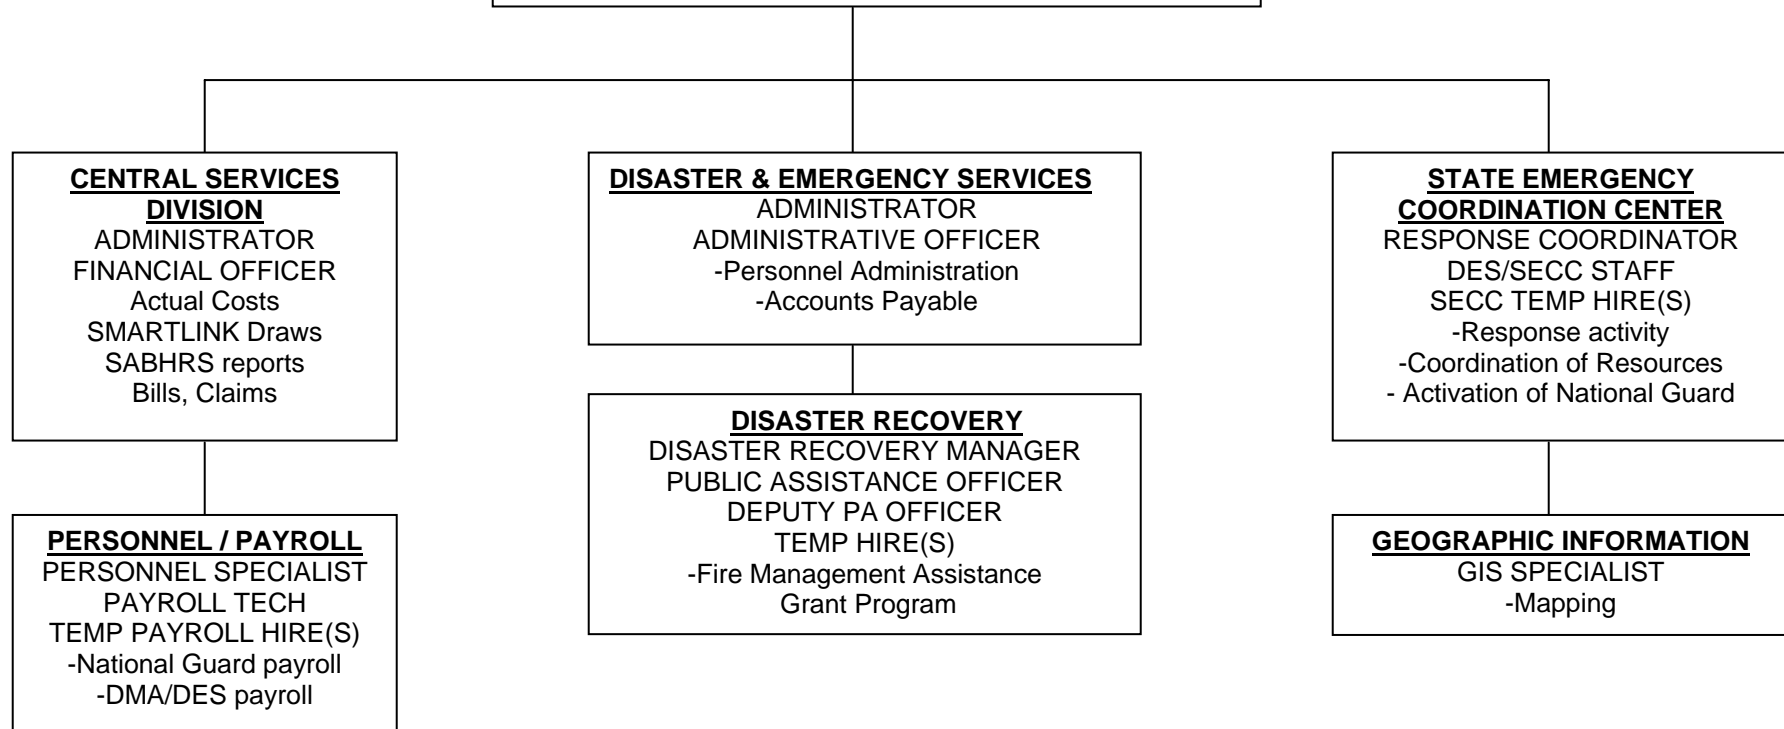 CENTRAL SERVICES
DIVISION
ADMINISTRATOR
FINANCIAL OFFICER
Actual Costs
SMARTLINK Draws
SABHRS reports
Bills, Claims
DISASTER & EMERGENCY SERVICES
ADMINISTRATOR
ADMINISTRATIVE OFFICER
-Personnel Administration
-Accounts Payable
STATE EMERGENCY
COORDINATION CENTER
RESPONSE COORDINATOR
DES/SECC STAFF
SECC TEMP HIRE(S)
-Response activity
-Coordination of Resources
- Activation of National Guard
DISASTER RECOVERY
DISASTER RECOVERY MANAGER
PUBLIC ASSISTANCE OFFICER
DEPUTY PA OFFICER
TEMP HIRE(S)
-Fire Management Assistance
Grant Program
PERSONNEL / PAYROLL
PERSONNEL SPECIALIST
PAYROLL TECH
TEMP PAYROLL HIRE(S)
-National Guard payroll
-DMA/DES payroll
GEOGRAPHIC INFORMATION
GIS SPECIALIST
-Mapping